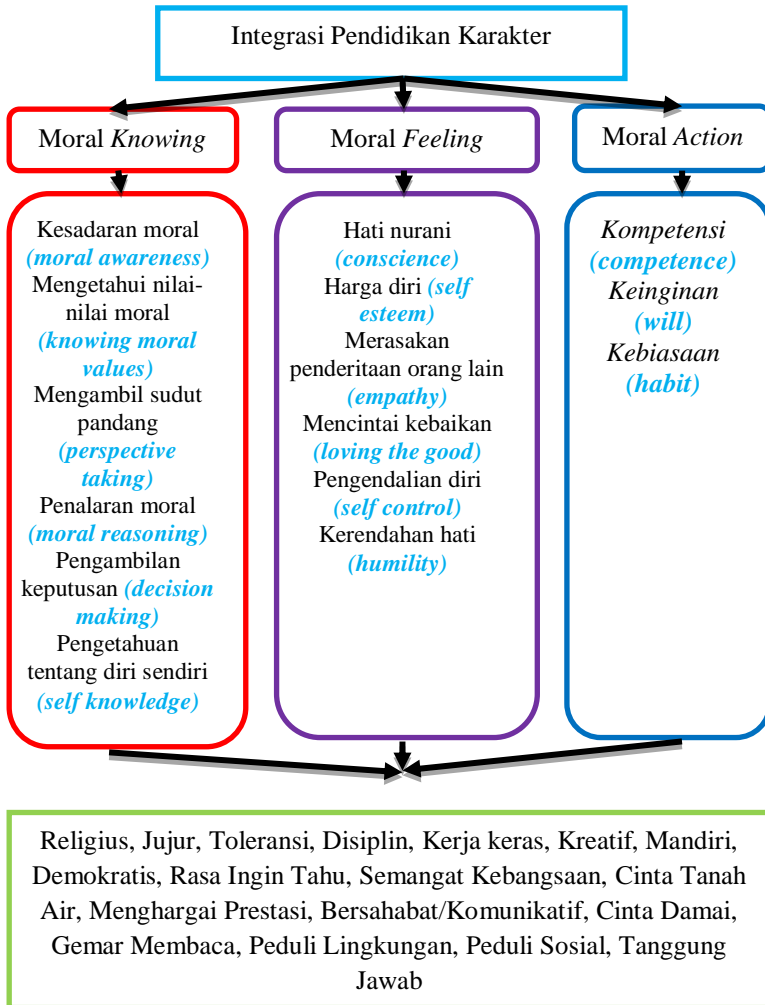 Integrasi Pendidikan Karakter
Moral Knowing
Moral Feeling
Moral Action
Kesadaran moral
(moral awareness)
Mengetahui nilai-
nilai moral
(knowing moral
values)
Mengambil sudut
pandang
(perspective
taking)
Penalaran moral
(moral reasoning)
Pengambilan
keputusan (decision
making)
Pengetahuan
tentang diri sendiri
(self knowledge)
Hati nurani
(conscience)
Harga diri (self
esteem)
Merasakan
penderitaan orang lain
(empathy)
Mencintai kebaikan
(loving the good)
Pengendalian diri
(self control)
Kerendahan hati
(humility)
Kompetensi
(competence)
Keinginan
(will)
Kebiasaan
(habit)
Religius, Jujur, Toleransi, Disiplin, Kerja keras, Kreatif, Mandiri,
Demokratis, Rasa Ingin Tahu, Semangat Kebangsaan, Cinta Tanah
Air, Menghargai Prestasi, Bersahabat/Komunikatif, Cinta Damai,
Gemar Membaca, Peduli Lingkungan, Peduli Sosial, Tanggung
Jawab